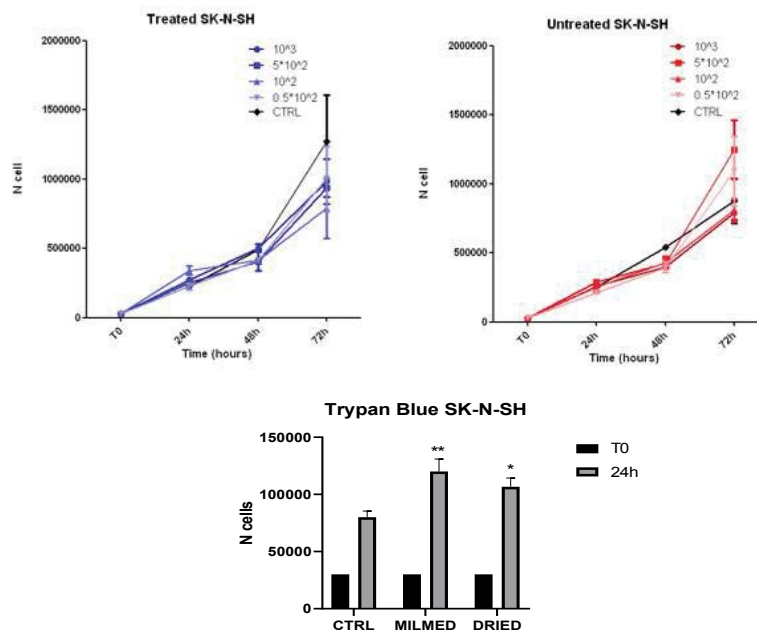 Treated SK-N-SH
2000000
1500000
1000000
500000
0
N cell
T0
24h
48h
72h
Time (hours)
10^3
5*10^2
10^2
0.5*10^2
CTRL
Untreated SK-N-SH
2000000
1500000
1000000
500000
0
N cell
T0
24h
48h
72h
Time (hours)
10^3
5*10^2
10^2
0.5*10^2
CTRL
Trypan Blue SK-N-SH
150000
100000
50000
0
N cells
** 
*
CTRL MILMED DRIED
T0
24h